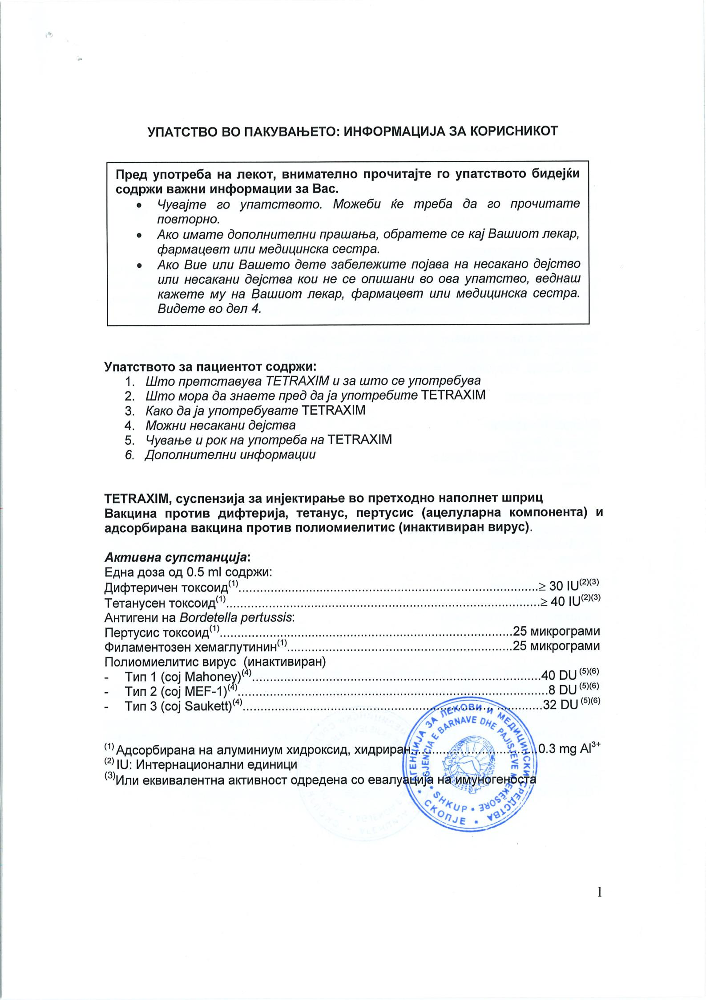 УПАТСТВО ВО ПАКУВАЊЕТО: ИНФОРМАЦИЈА ЗА КОРИСНИКОТ
Пред употреба на лекот, внимателно прочитајте го упатството бидејќи
содржи важни информации за Вас.
• Чувајте го упатството. Можеби ќе треба да го прочитате
повторно.
• Ако имате дополнителни прашања, обратете се кај Вашиот лекар,
фармацевт или медицинска сестра.
• Ако Вие или Вашето дете забележите појава на несакано дејство
или несакани дејства кои не се опишани во ова упатство, веднаш
кажете му на Вашиот лекар, фармацевт или медицинска сестра.
Видете во дел 4.
Упатството за пациентот содржи:
1. Што претставува TETRAXIM и за што се употребува
2. Што мора да знаете пред да ја употребите TETRAXIM
3. Како да ја употребувате TETRAXIM
4. Можни несакани дејства
5. Чување и рок на употреба на TETRAXIM
6. Дополнителни информации
TETRAXIM, суспензија за инјектирање во претходно наполнет шприц
Вакцина против дифтерија, тетанус, пертусис (ацелуларна компонента) и
адсорбирана вакцина против полиомиелитис (инактивиран вирус).
Активна супстанција:
Една доза од 0.5 ml содржи:
Дифтеричен токсоид(1)....................≥ 30 IU(2)(3)
Тетанусен токсоид(1)....................≥ 40 IU(2)(3)
Антигени на Bordetella pertussis:
Пертусис токсоид(1)....................25 микрограми
Филаментозен хемаглутинин(1)....................25 микрограми
Полиомиелитис вирус (инактивиран)
- Тип 1 (сој Mahoney)(4)....................40 DU (5)(6)
- Тип 2 (сој MEF-1)(4)....................8 DU (5)(6)
- Тип 3 (сој Saukett)(4)....................32 DU (5)(6)
(1) Адсорбирана на алуминиум хидроксид, хидриран....................0.3 mg Al3+
(2) IU: Интернационални единици
(3)Или еквивалентна активност одредена со евалуација на имуногеноста
* АГЕНЦИЈА ЗА ЛЕКОВИ И МЕДИЦИНСКИ СРЕДСТВА * СКОПЈЕ
* AGJENCIA E BARNAVE DHE PAJISJEVE MJEKËSORE * SHKUP
1